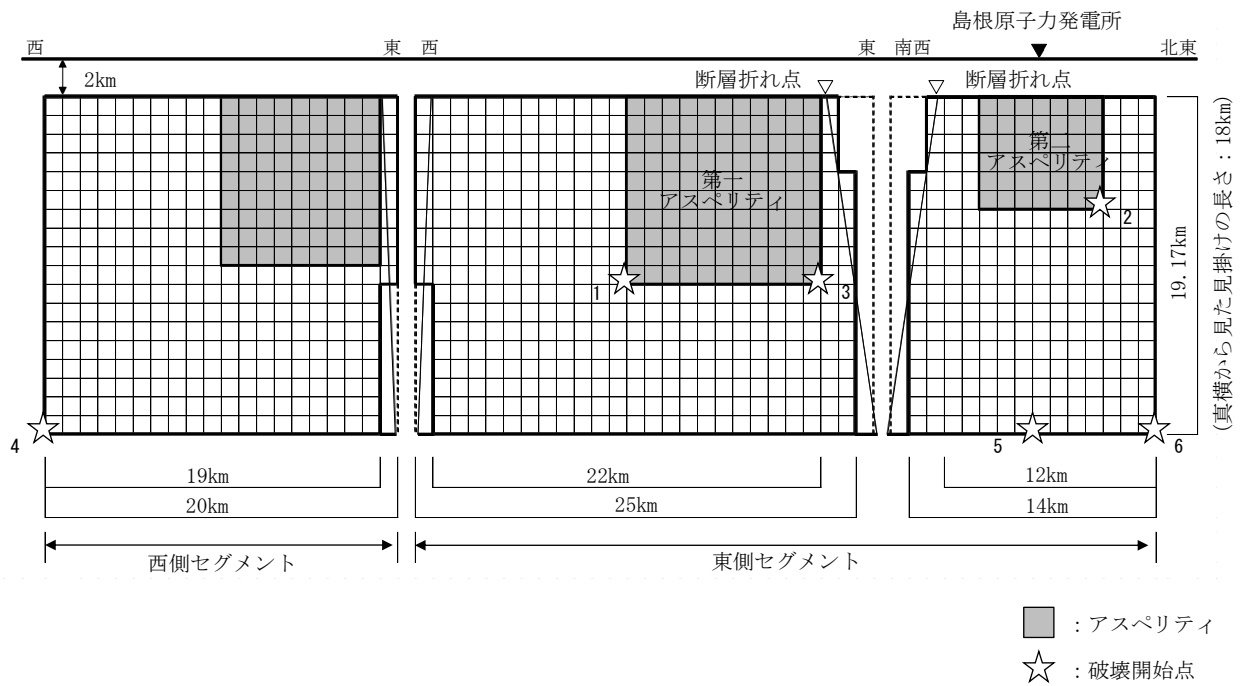 島根原子力発電所
西
東
西
東
南西
北東
2km
断層折れ点
断層折れ点
第一
アスペリティ
第二
アスペリティ
1
3
2
4
5
6
19.17km
(真横から見た見掛けの長さ:18km)
19km
22km
12km
20km
25km
14km
西側セグメント
東側セグメント
:アスペリティ
:破壊開始点